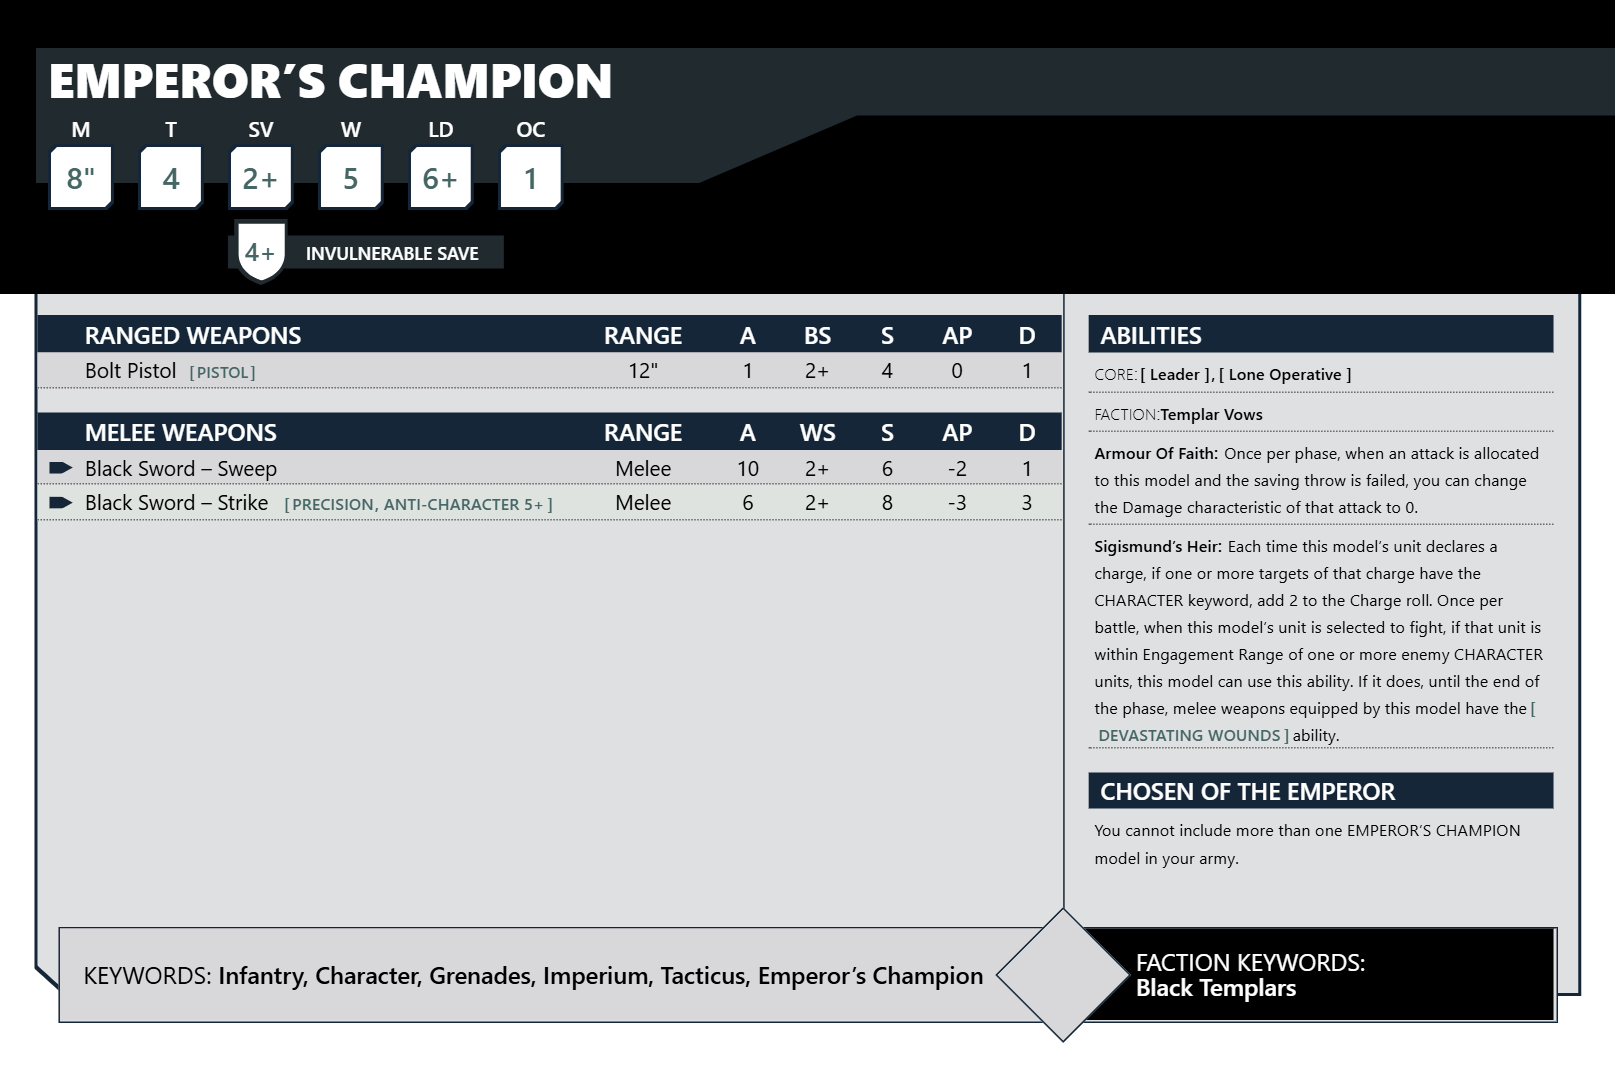 EMPEROR’S CHAMPION
M T SV W LD OC
8" 4 2+ 5 6+ 1
4+ INVULNERABLE SAVE
RANGED WEAPONS RANGE A BS S AP D
Bolt Pistol [PISTOL] 12" 1 2+ 4 0 1
MELEE WEAPONS RANGE A WS S AP D
Black Sword – Sweep Melee 10 2+ 6 -2 1
Black Sword – Strike [PRECISION, ANTI-CHARACTER 5+] Melee 6 2+ 8 -3 3
ABILITIES
CORE: [ Leader ], [ Lone Operative ]
FACTION:Templar Vows
Armour Of Faith: Once per phase, when an attack is allocated
to this model and the saving throw is failed, you can change
the Damage characteristic of that attack to 0.
Sigismund’s Heir: Each time this model’s unit declares a
charge, if one or more targets of that charge have the
CHARACTER keyword, add 2 to the Charge roll. Once per
battle, when this model’s unit is selected to fight, if that unit is
within Engagement Range of one or more enemy CHARACTER
units, this model can use this ability. If it does, until the end of
the phase, melee weapons equipped by this model have the [
DEVASTATING WOUNDS ] ability.
CHOSEN OF THE EMPEROR
You cannot include more than one EMPEROR’S CHAMPION
model in your army.
KEYWORDS: Infantry, Character, Grenades, Imperium, Tacticus, Emperor’s Champion
FACTION KEYWORDS:
Black Templars